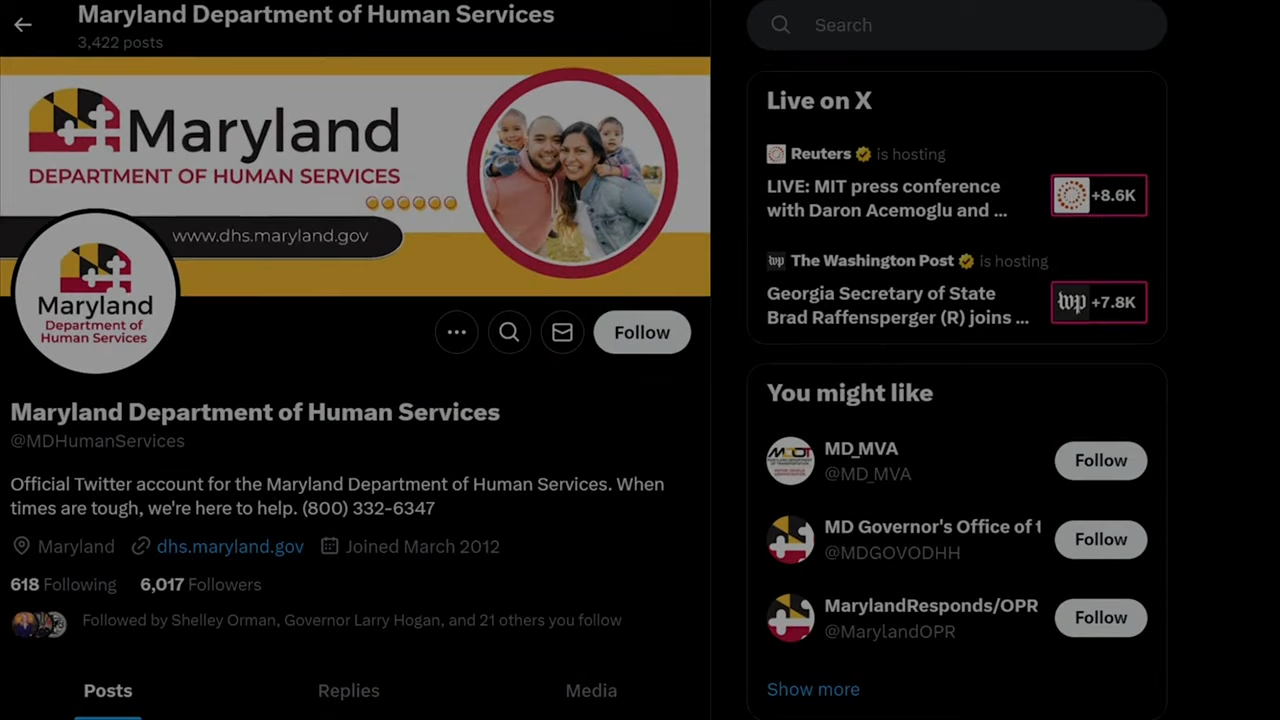 Maryland Department of Human Services
3,422 posts
Maryland
DEPARTMENT OF HUMAN SERVICES
www.dhs.maryland.gov
Maryland
Department of
Human Services
Follow
Maryland Department of Human Services
@MDHumanServices
Official Twitter account for the Maryland Department of Human Services. When
times are tough, we're here to help. (800) 332-6347
Maryland dhs.maryland.gov Joined March 2012
618 Following 6,017 Followers
Followed by Shelley Orman, Governor Larry Hogan, and 21 others you follow
Posts Replies Media
Search
Live on X
Reuters is hosting
LIVE: MIT press conference
with Daron Acemoglu and ...
+8.6K
wp The Washington Post is hosting
Georgia Secretary of State
Brad Raffensperger (R) joins ...
wp +7.8K
You might like
MD_MVA
@MD_MVA
Follow
MD Governor's Office of t
@MDGOVODHH
Follow
MarylandResponds/OPR
@MarylandOPR
Follow
Show more